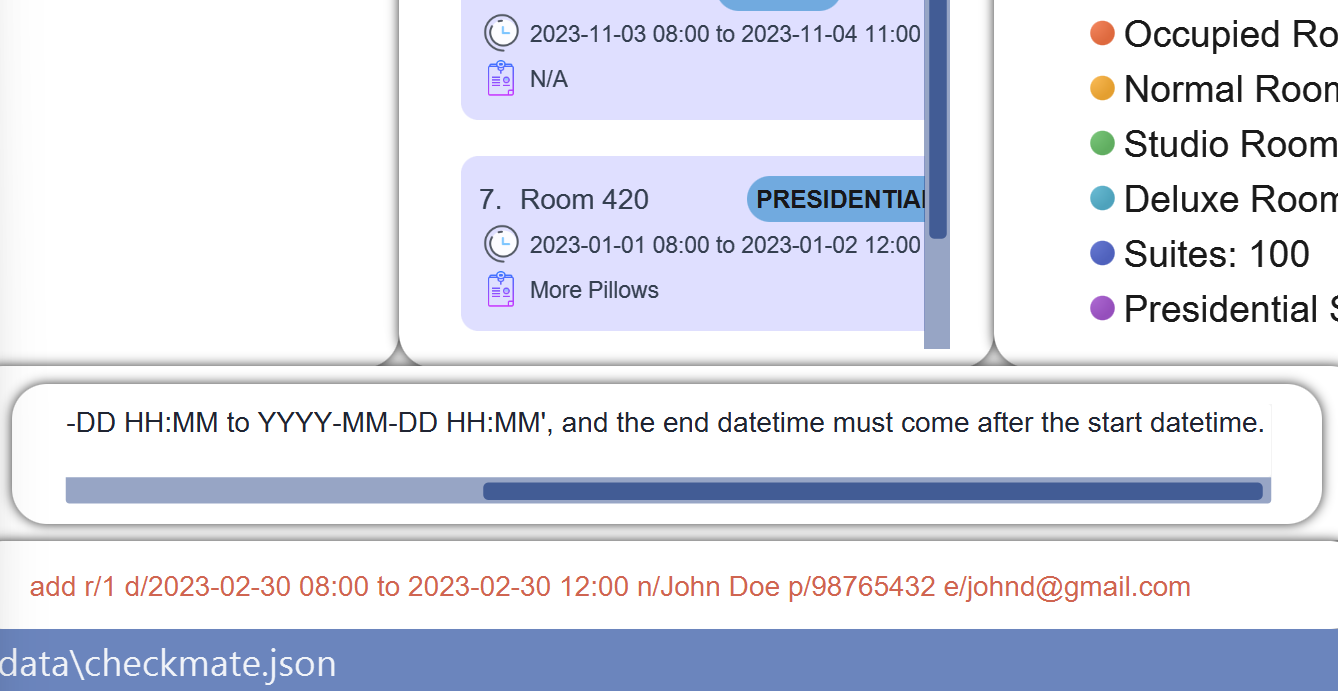 2023-11-03 08:00 to 2023-11-04 11:00
N/A
7. Room 420
PRESIDENTIAL
2023-01-01 08:00 to 2023-01-02 12:00
More Pillows
Occupied Ro
Normal Room
Studio Room
Deluxe Room
Suites: 100
Presidential S
-DD HH:MM to YYYY-MM-DD HH:MM', and the end datetime must come after the start datetime.
add r/1 d/2023-02-30 08:00 to 2023-02-30 12:00 n/John Doe p/98765432 e/johnd@gmail.com
data\checkmate.json